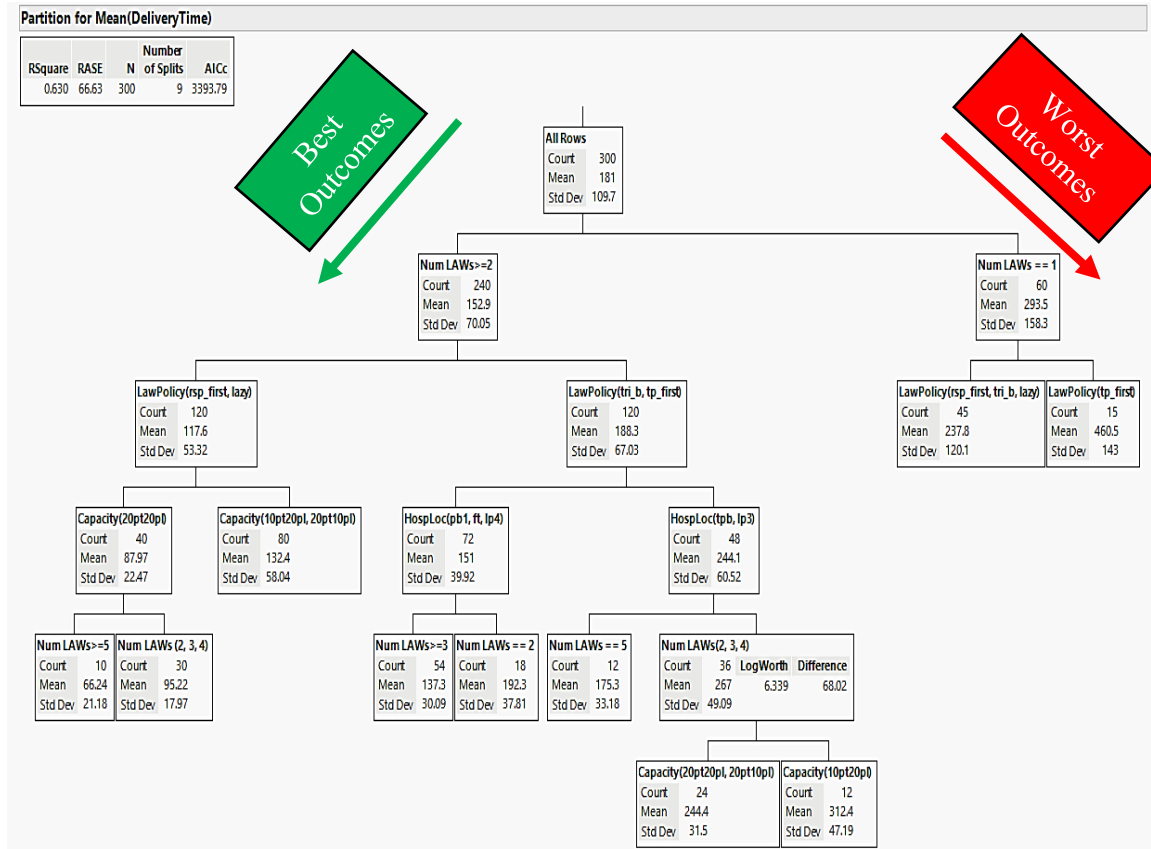 Partition for Mean(DeliveryTime)
Number
RSquare RASE N of Splits AICc
0.630 66.63 300 9 3393.79
Best
Outcomes
Worst
Outcomes
All Rows
Count 300
Mean 181
Std Dev 109.7
Num LAWs>=2
Count 240
Mean 152.9
Std Dev 70.05
Num LAWs == 1
Count 60
Mean 293.5
Std Dev 158.3
LawPolicy(rsp_first, lazy)
Count 120
Mean 117.6
Std Dev 53.32
LawPolicy(tri_b, tp_first)
Count 120
Mean 188.3
Std Dev 67.03
LawPolicy(rsp_first, tri_b, lazy)
Count 45
Mean 237.8
Std Dev 120.1
LawPolicy(tp_first)
Count 15
Mean 460.5
Std Dev 143
Capacity(20pt20pl)
Count 40
Mean 87.97
Std Dev 22.47
Capacity(10pt20pl, 20pt10pl)
Count 80
Mean 132.4
Std Dev 58.04
HospLoc(pb1, ft, lp4)
Count 72
Mean 151
Std Dev 39.92
HospLoc(tpb, lp3)
Count 48
Mean 244.1
Std Dev 60.52
Num LAWs>=5
Count 10
Mean 66.24
Std Dev 21.18
Num LAWs (2, 3, 4)
Count 30
Mean 95.22
Std Dev 17.97
Num LAWs>=3
Count 54
Mean 137.3
Std Dev 30.09
Num LAWs == 2
Count 18
Mean 192.3
Std Dev 37.81
Num LAWs == 5
Count 12
Mean 175.3
Std Dev 33.18
Num LAWs(2, 3, 4)
Count 36 LogWorth Difference
Mean 267 6.339 68.02
Std Dev 49.09
Capacity(20pt20pl, 20pt10pl)
Count 24
Mean 244.4
Std Dev 31.5
Capacity(10pt20pl)
Count 12
Mean 312.4
Std Dev 47.19